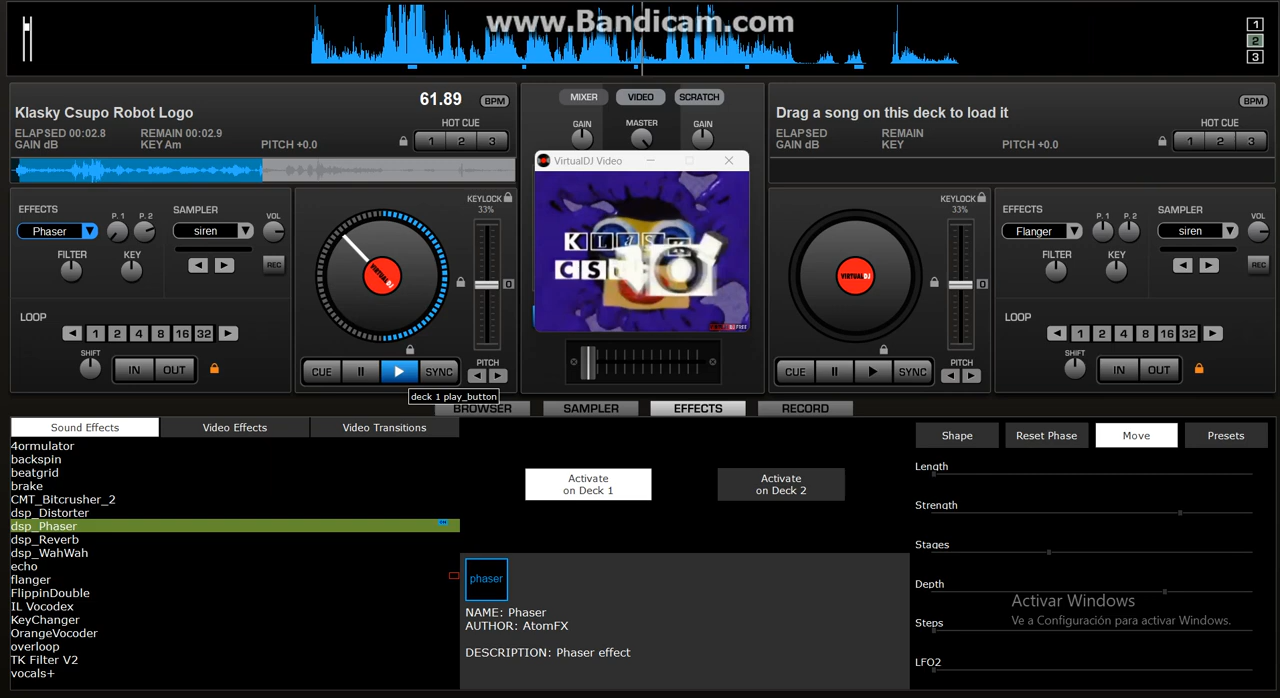 www.Bandicam.com
1
2
3
Klasky Csupo Robot Logo
61.89 BPM
ELAPSED 00:02.8 REMAIN 00:02.9
GAIN dB KEY Am PITCH +0.0
HOT CUE
1 2 3
MIXER VIDEO SCRATCH
GAIN MASTER GAIN
Drag a song on this deck to load it
BPM
ELAPSED REMAIN
GAIN dB KEY PITCH +0.0
HOT CUE
1 2 3
VirtualDJ Video
KLASKY
CSU
EFFECTS
Phaser
P. 1 P. 2
SAMPLER
siren
VOL
FILTER KEY
REC
LOOP
1 2 4 8 16 32
SHIFT
IN OUT
VIRTUAL DJ
KEYLOCK
33%
0
CUE SYNC
PITCH
deck 1 play_button
VIRTUALDJ
KEYLOCK
33%
0
CUE SYNC
PITCH
EFFECTS
Flanger
P. 1 P. 2
SAMPLER
siren
VOL
FILTER KEY
REC
LOOP
1 2 4 8 16 32
SHIFT
IN OUT
BROWSER SAMPLER EFFECTS RECORD
Sound Effects Video Effects Video Transitions
4ormulator
backspin
beatgrid
brake
CMT_Bitcrusher_2
dsp_Distorter
dsp_Phaser
dsp_Reverb
dsp_WahWah
echo
flanger
FlippinDouble
IL Vocodex
KeyChanger
OrangeVocoder
overloop
TK Filter V2
vocals+
Activate
on Deck 1
Activate
on Deck 2
phaser
NAME: Phaser
AUTHOR: AtomFX
DESCRIPTION: Phaser effect
Shape Reset Phase Move Presets
Length
Strength
Stages
Depth
Steps
LFO2
Activar Windows
Ve a Configuración para activar Windows.